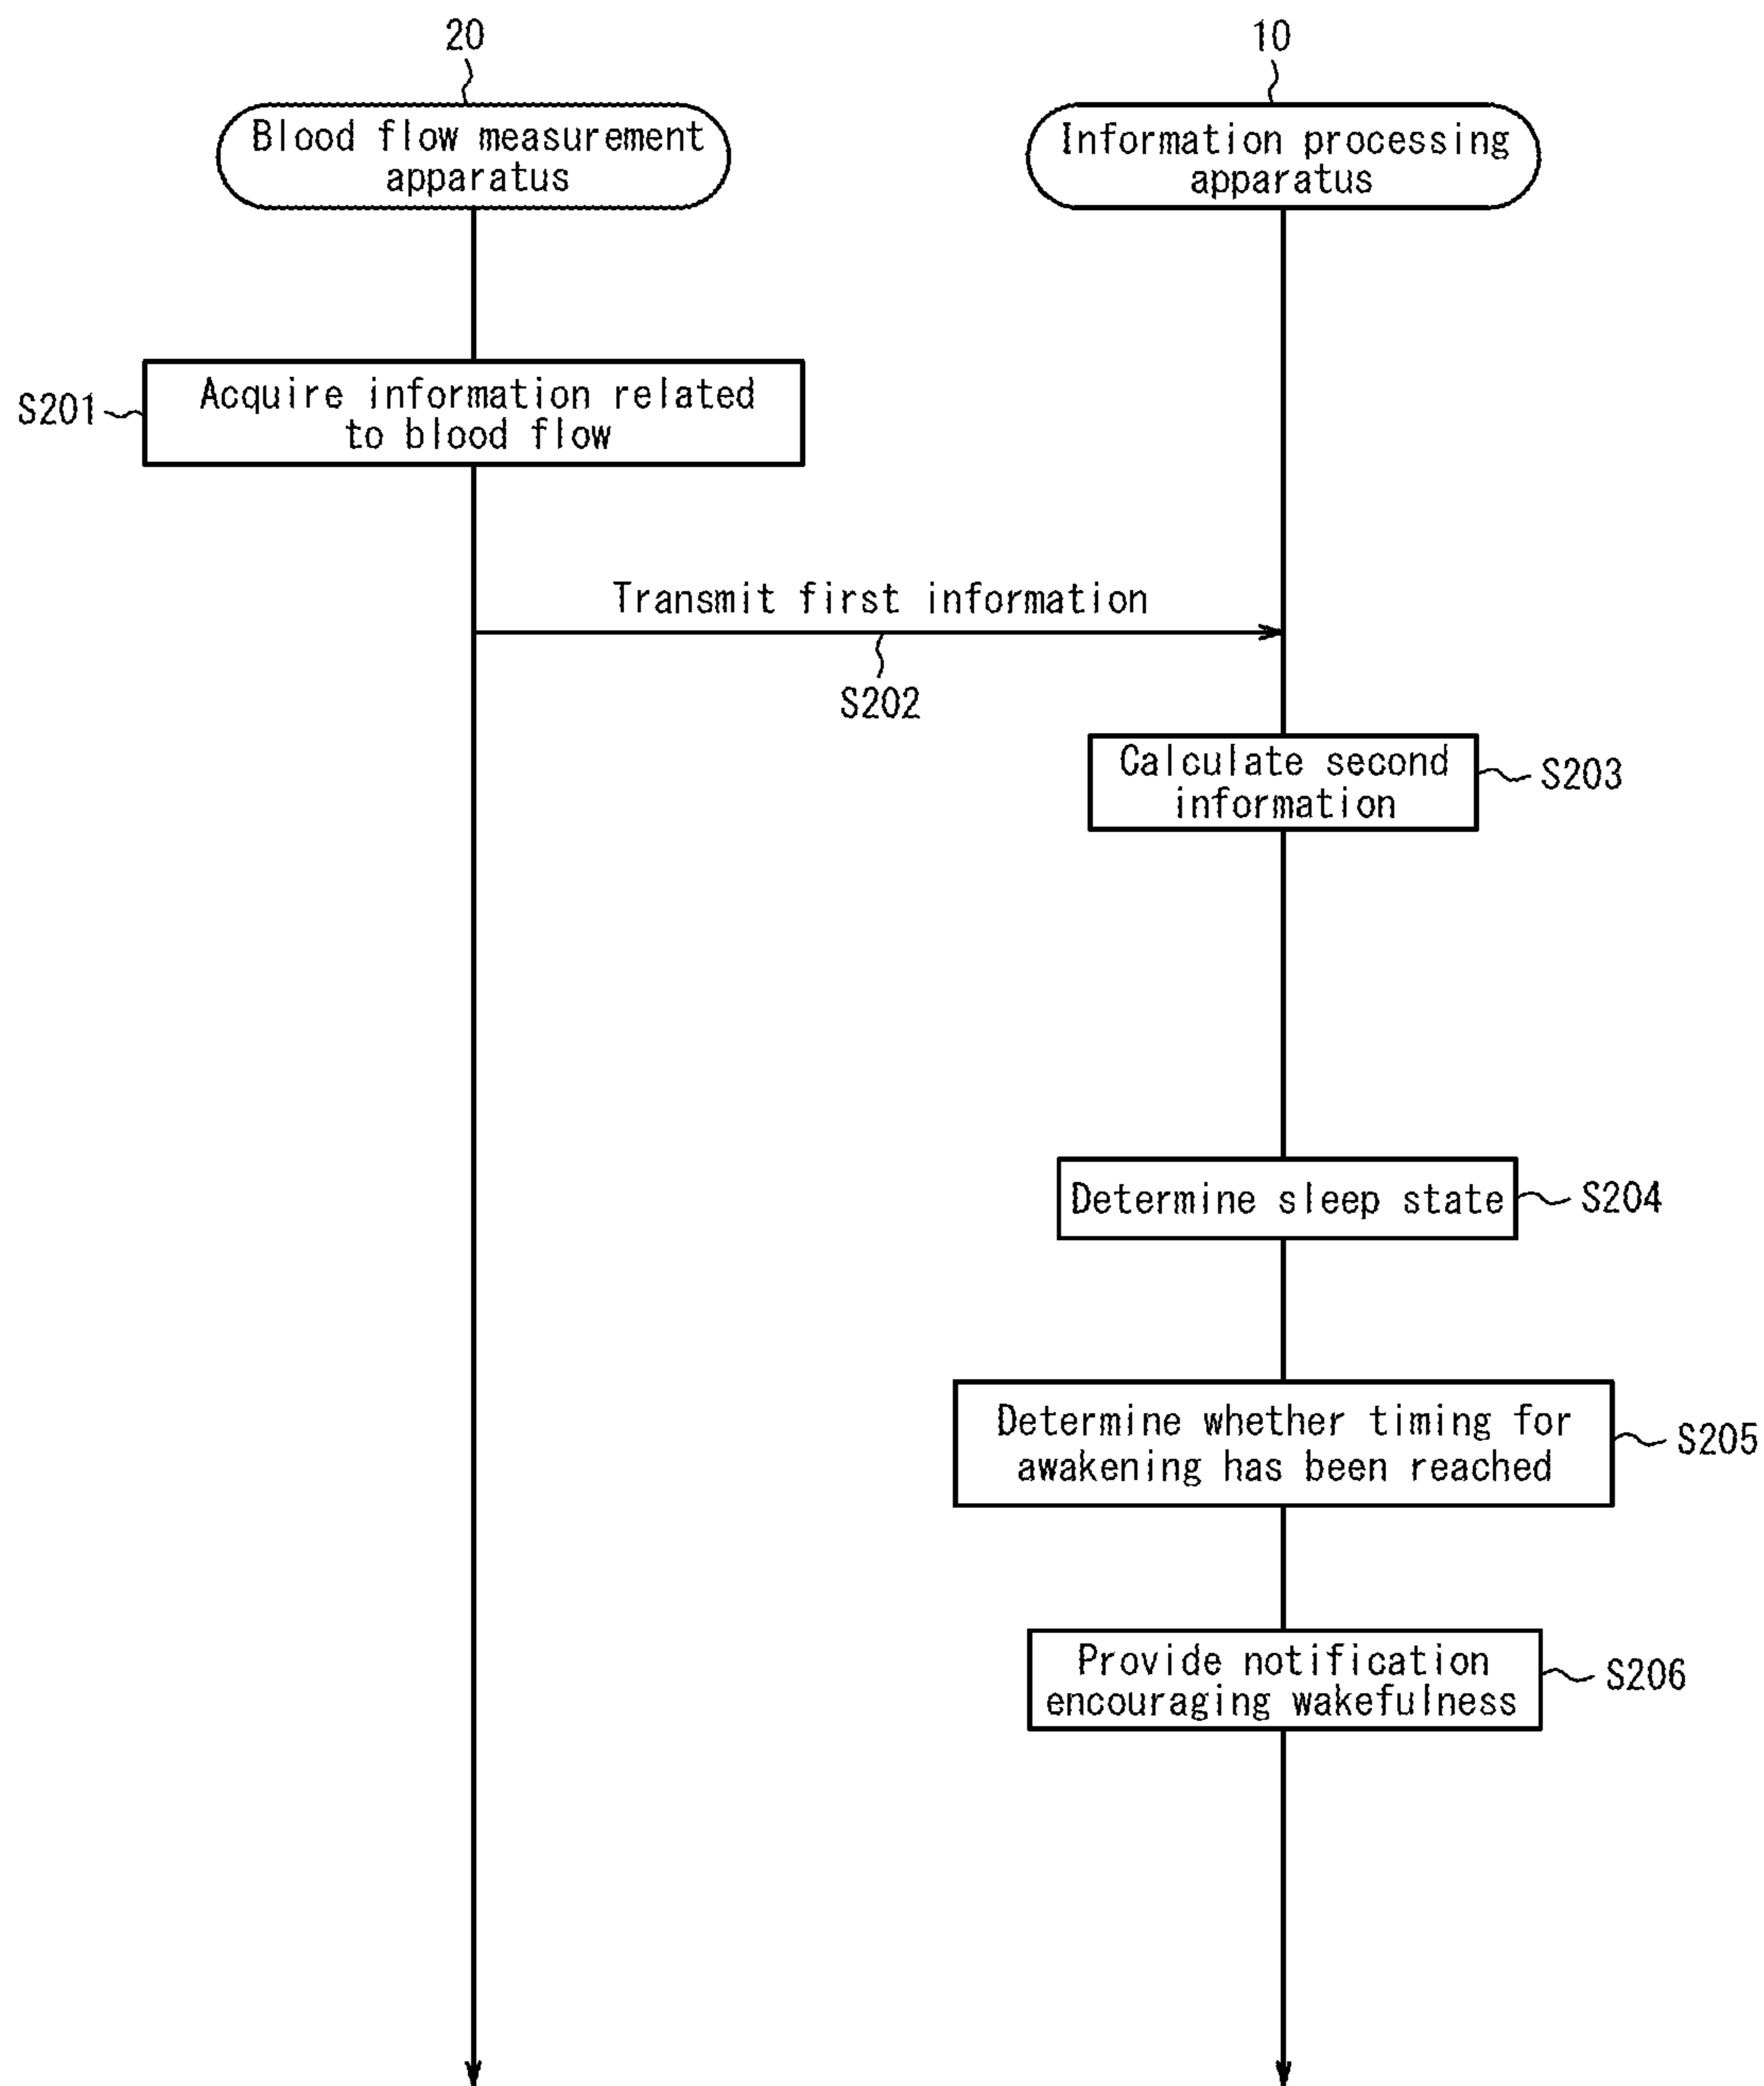 20
10
Blood flow measurement
apparatus
Information processing
apparatus
S201
Acquire information related
to blood flow
Transmit first information
S202
Calculate second
information
S203
Determine sleep state
S204
Determine whether timing for
awakening has been reached
S205
Provide notification
encouraging wakefulness
S206